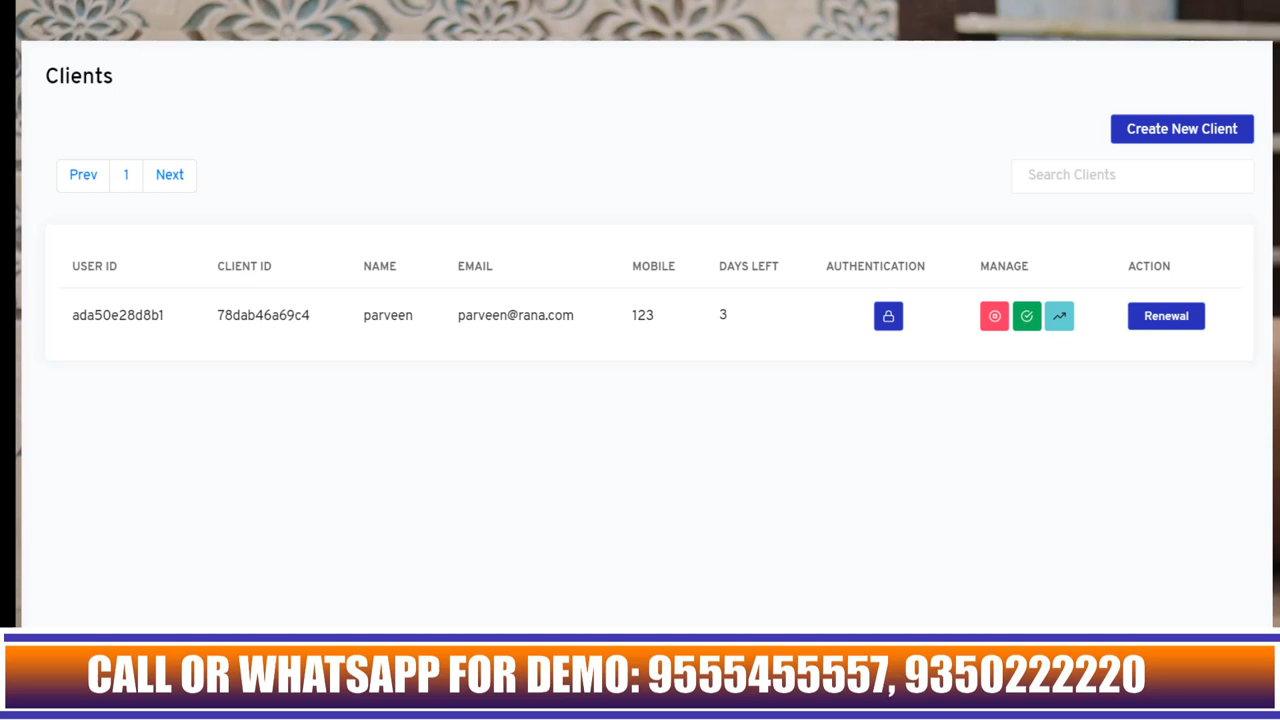 Clients
Create New Client
Prev 1 Next
Search Clients
USER ID CLIENT ID NAME EMAIL MOBILE DAYS LEFT AUTHENTICATION MANAGE ACTION
ada50e28d8b1 78dab46a69c4 parveen parveen@rana.com 123 3 Renewal
CALL OR WHATSAPP FOR DEMO: 9555455557, 9350222220